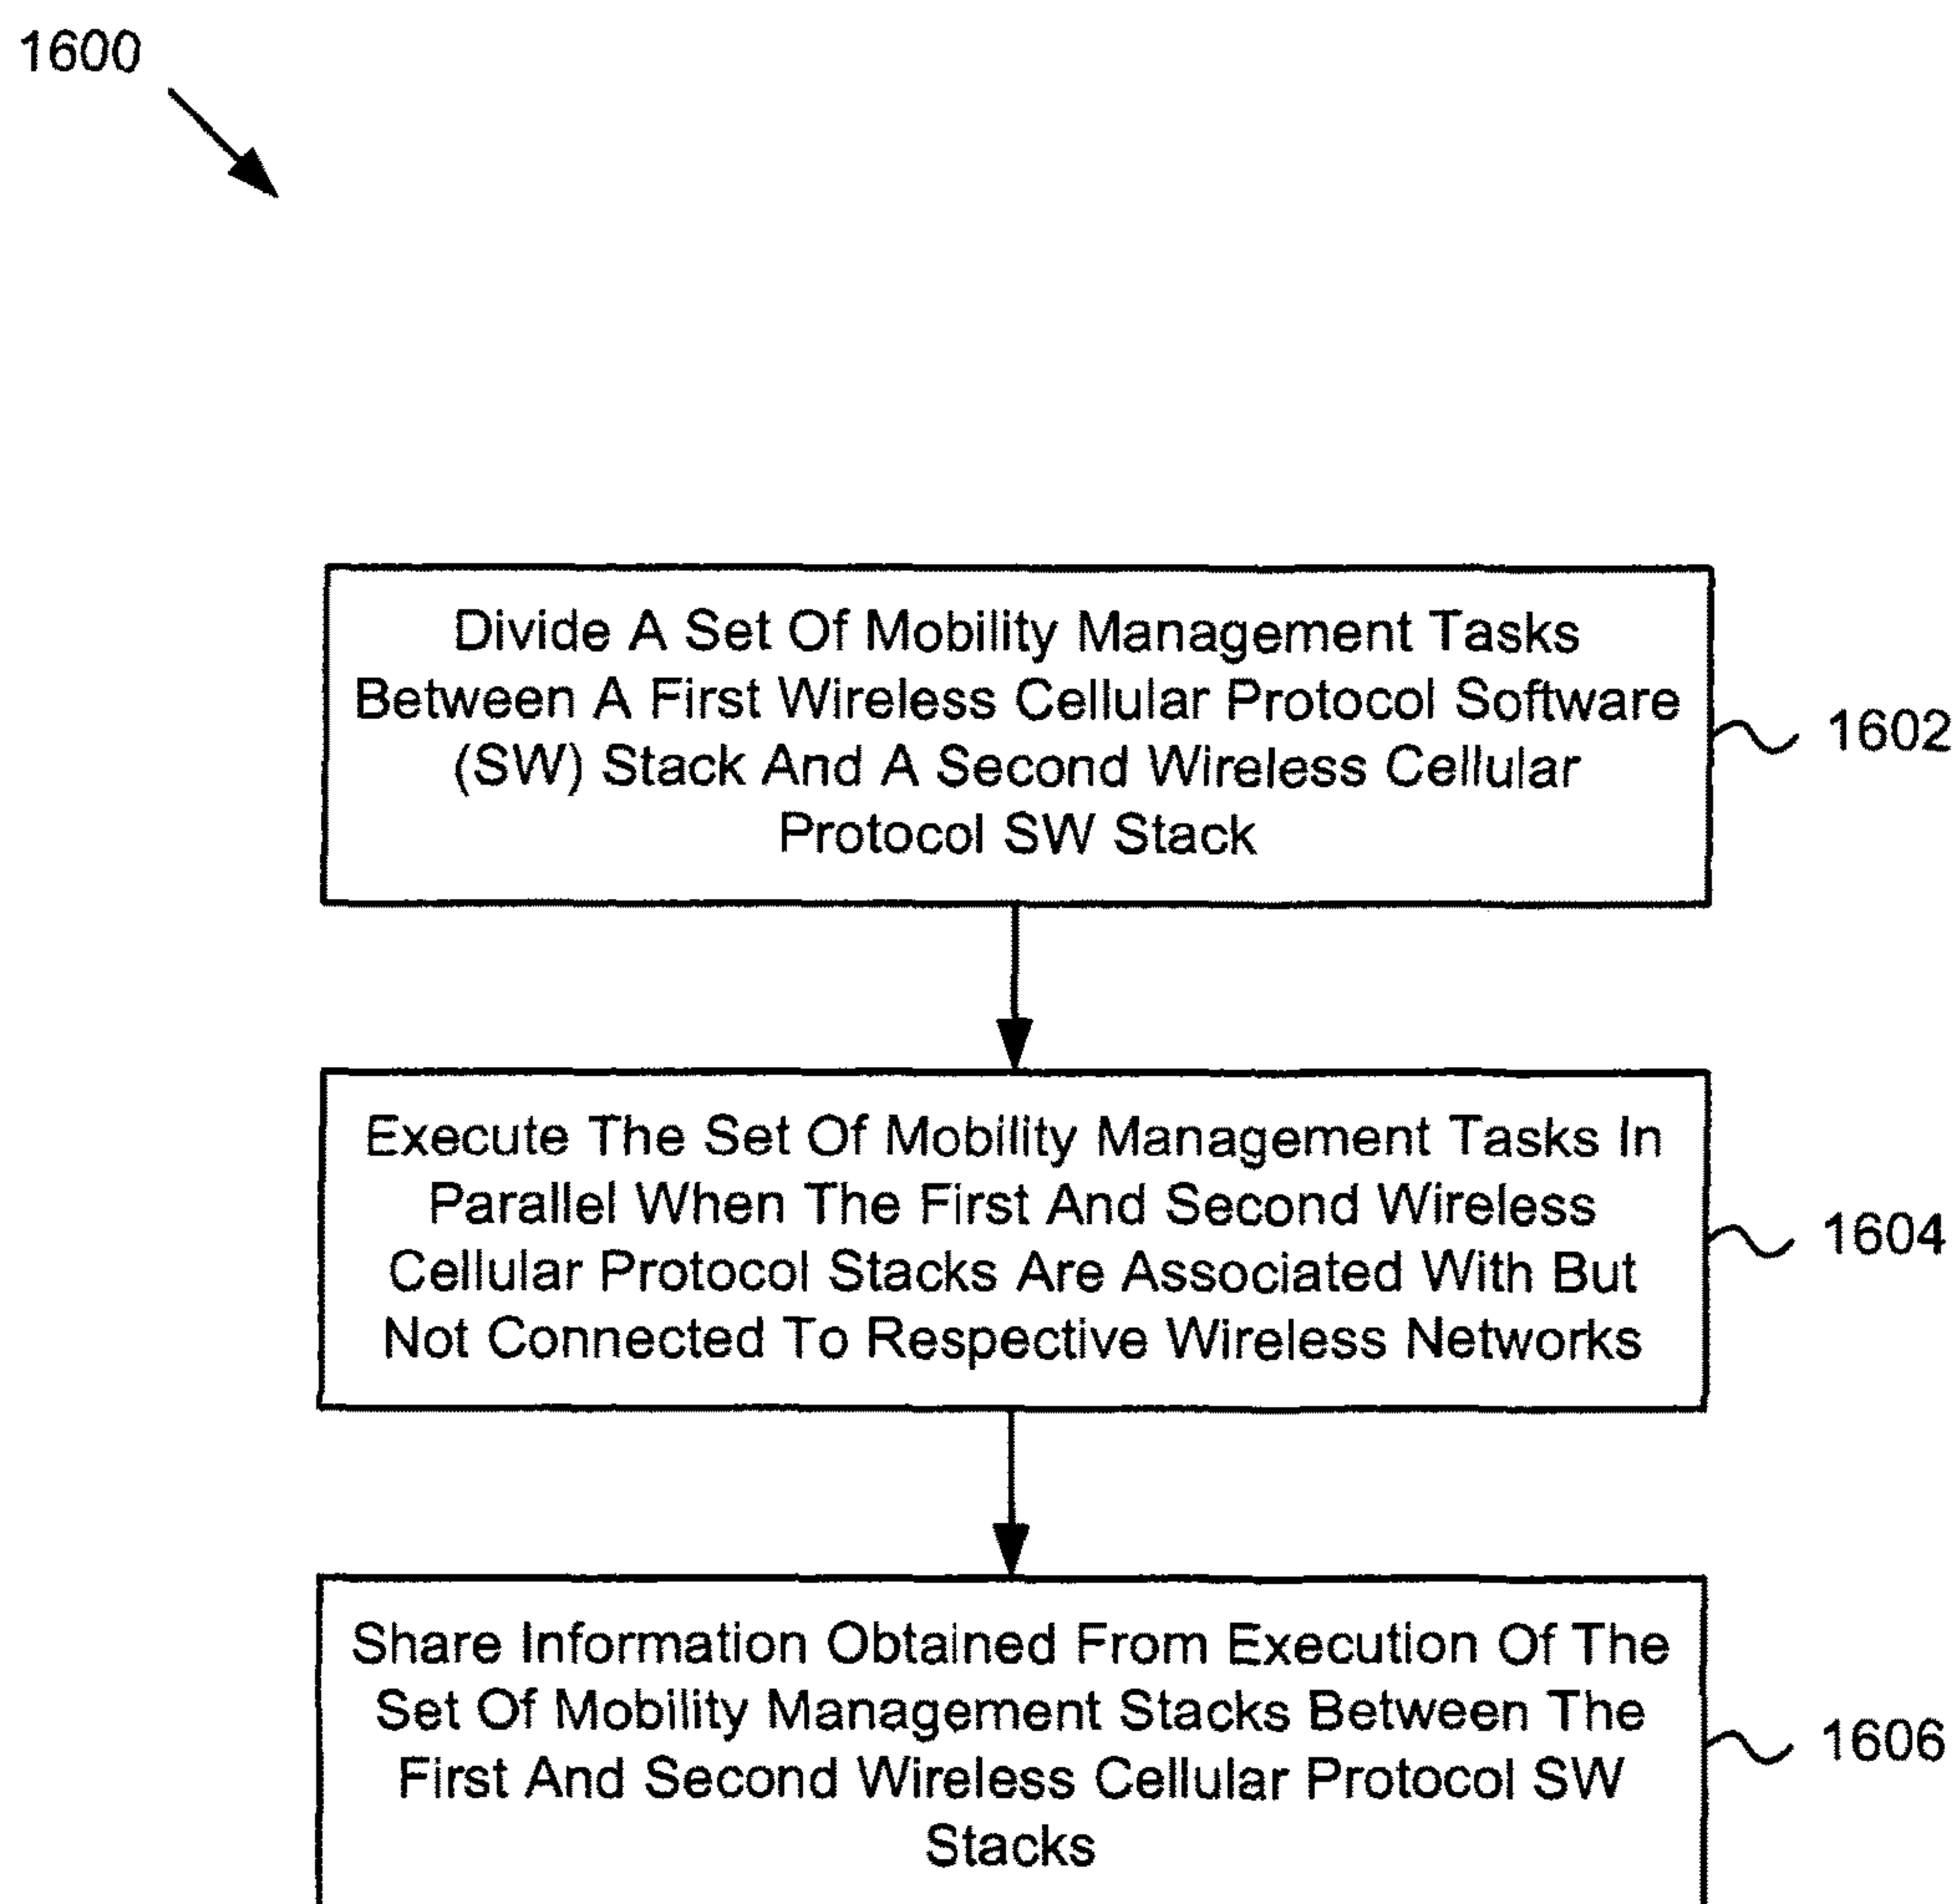 1600
Divide A Set Of Mobility Management Tasks
Between A First Wireless Cellular Protocol Software
(SW) Stack And A Second Wireless Cellular
Protocol SW Stack
1602
Execute The Set Of Mobility Management Tasks In
Parallel When The First And Second Wireless
Cellular Protocol Stacks Are Associated With But
Not Connected To Respective Wireless Networks
1604
Share Information Obtained From Execution Of The
Set Of Mobility Management Stacks Between The
First And Second Wireless Cellular Protocol SW
Stacks
1606